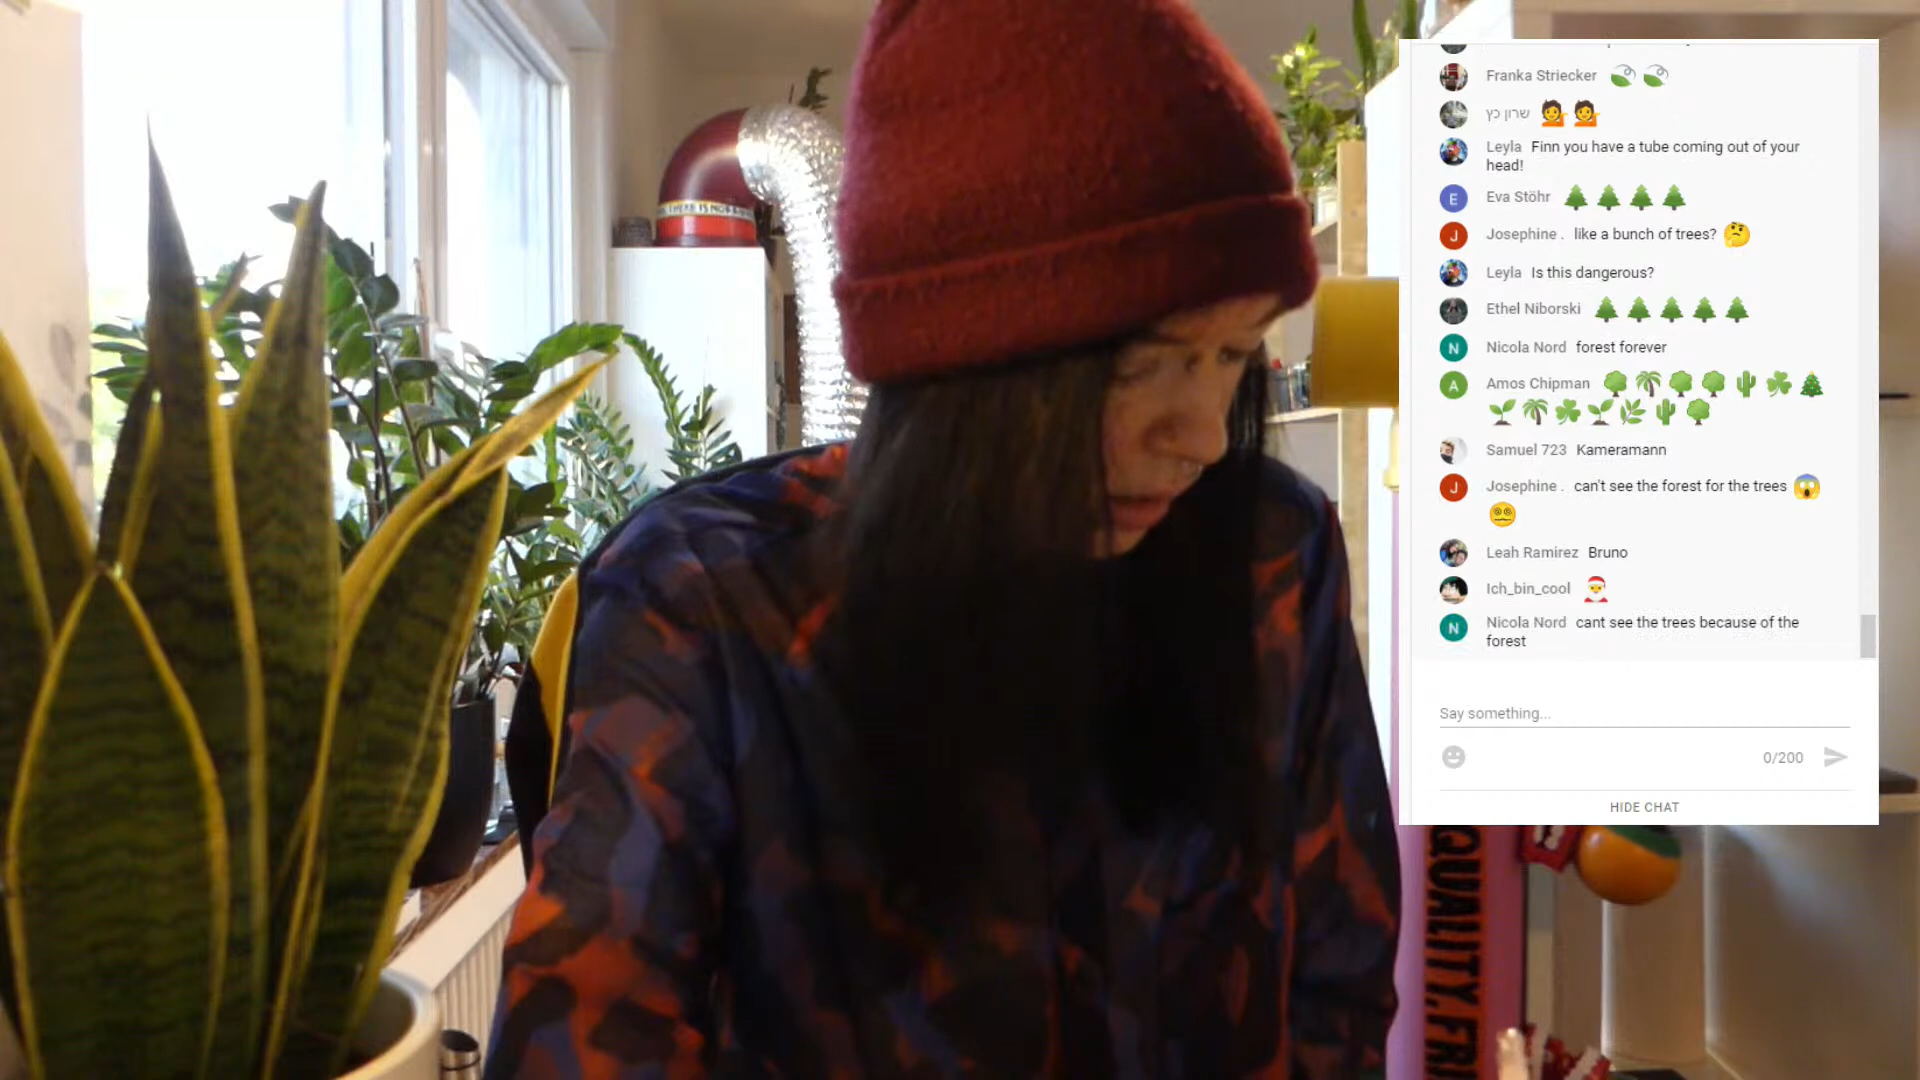 Franka Striecker
שרון כץ
Leyla Finn you have a tube coming out of your
head!
Eva Stöhr 🌲🌲🌲🌲
Josephine . like a bunch of trees? 🤔
Leyla Is this dangerous?
Ethel Niborski 🌲🌲🌲🌲🌲
Nicola Nord forest forever
Amos Chipman 🌳🌴🌳🌳🌵☘️🌲
🌱🌴☘️🌱🌿🌵🌳
Samuel 723 Kameramann
Josephine . can't see the forest for the trees 😱
😵‍💫
Leah Ramirez Bruno
Ich_bin_cool 🎅
Nicola Nord cant see the trees because of the
forest
Say something...
0/200
HIDE CHAT
THERE IS NO
QUALITY, FR